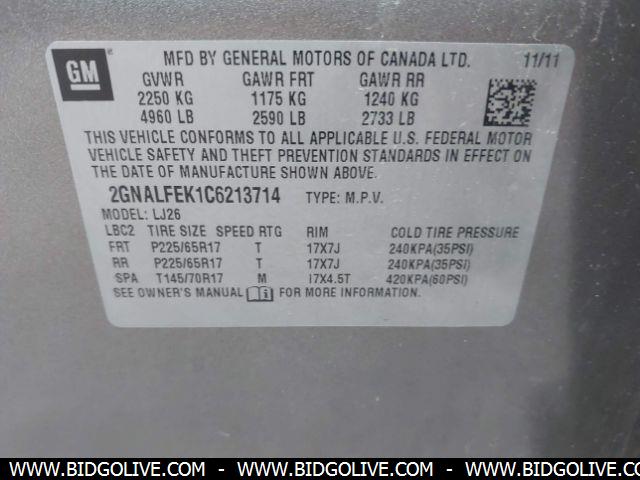 GM MFD BY GENERAL MOTORS OF CANADA LTD. 11/11
GVWR GAWR FRT GAWR RR
2250 KG 1175 KG 1240 KG
4960 LB 2590 LB 2733 LB
THIS VEHICLE CONFORMS TO ALL APPLICABLE U.S. FEDERAL MOTOR
VEHICLE SAFETY AND THEFT PREVENTION STANDARDS IN EFFECT ON
THE DATE OF MANUFACTURE SHOWN ABOVE.
2GNALFEK1C6213714 TYPE: M.P.V.
MODEL: LJ26
LBC2 TIRE SIZE SPEED RTG RIM COLD TIRE PRESSURE
FRT P225/65R17 T 17X7J 240KPA(35PSI)
RR P225/65R17 T 17X7J 240KPA(35PSI)
SPA T145/70R17 M 17X4.5T 420KPA(60PSI)
SEE OWNER'S MANUAL FOR MORE INFORMATION.
WWW.BIDGOLIVE.COM - WWW.BIDGOLIVE.COM - WWW.BIDGOLIVE.COM